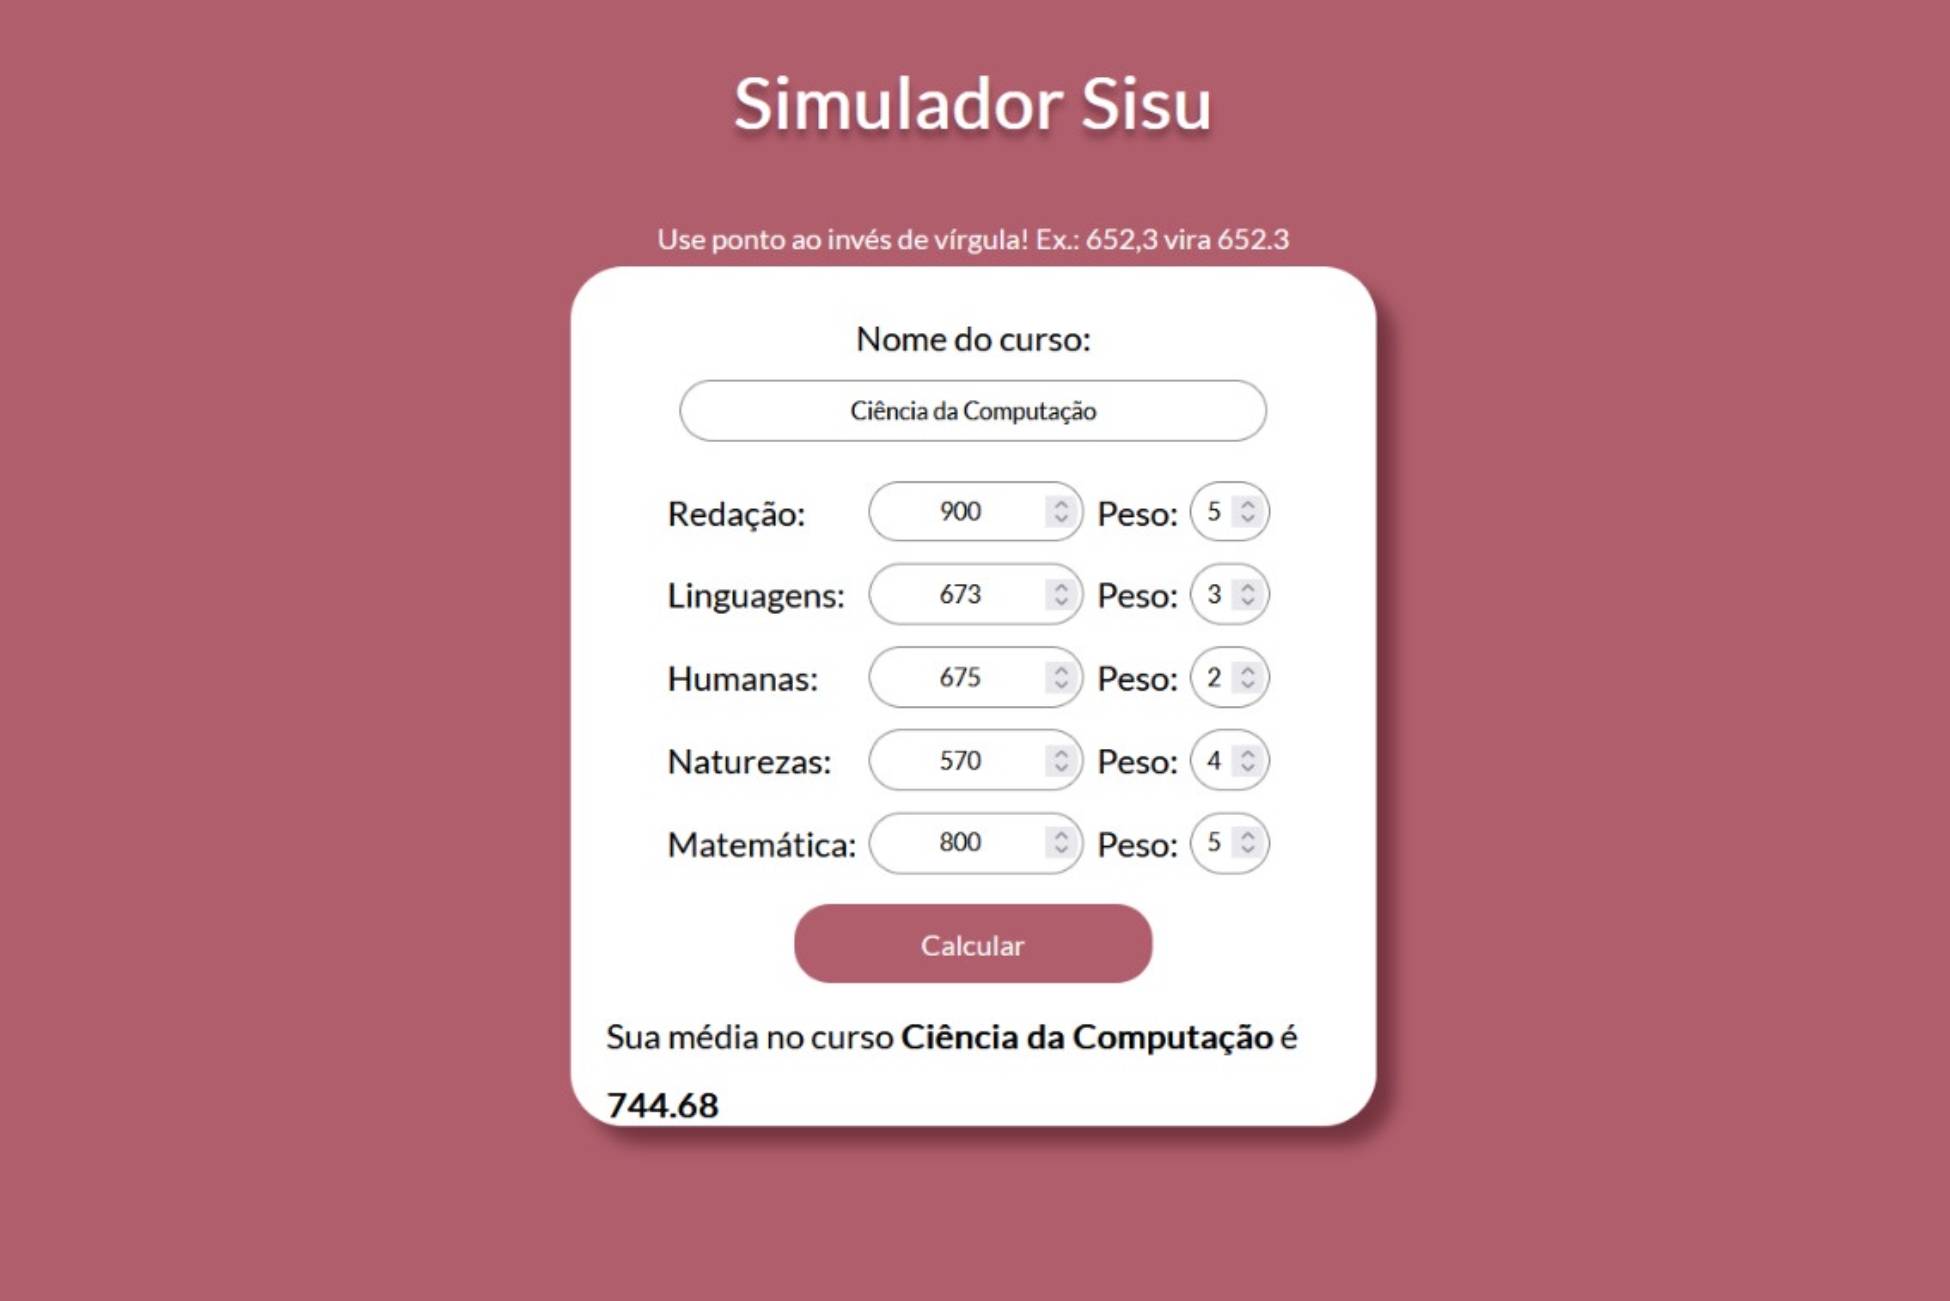 Simulador Sisu
Use ponto ao invés de vírgula! Ex.: 652,3 vira 652.3
Nome do curso:
Ciência da Computação
Redação: 900 Peso: 5
Linguagens: 673 Peso: 3
Humanas: 675 Peso: 2
Naturezas: 570 Peso: 4
Matemática: 800 Peso: 5
Calcular
Sua média no curso Ciência da Computação é
744.68